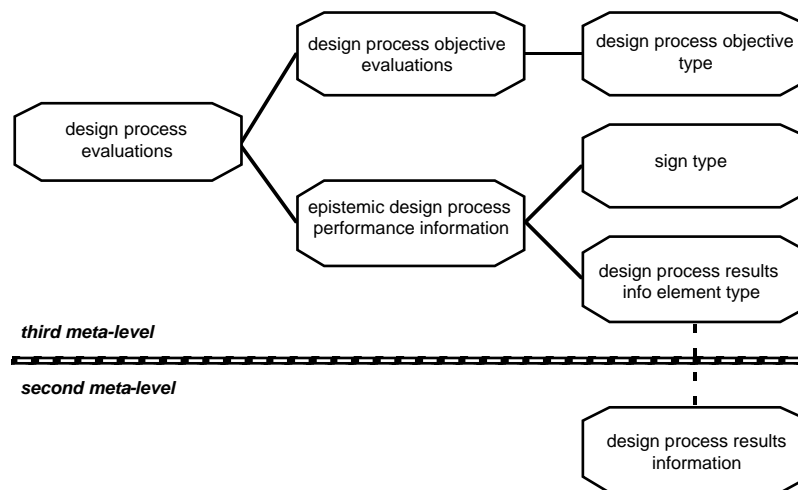 design process objective
evaluations
design process objective
type
design process
evaluations
sign type
epistemic design process
performance information
design process results
info element type
third meta-level
second meta-level
design process results
information